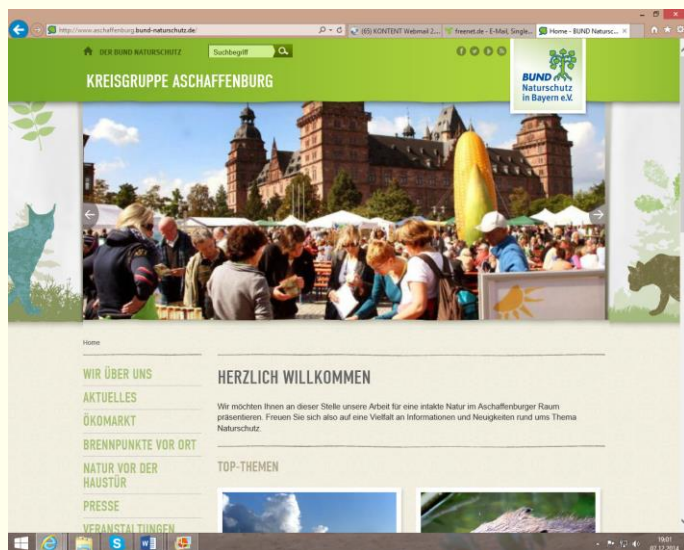 http://www.aschaffenburg.bund-naturschutz.de/
(65) KONTENT Webmail 2....
freenet.de - E-Mail, Single...
Home - BUND Natursc...
DER BUND NATURSCHUTZ
Suchbegriff
KREISGRUPPE ASCHAFFENBURG
BUND
Naturschutz
in Bayern e.V.
Home
WIR ÜBER UNS
AKTUELLES
ÖKOMARKT
BRENNPUNKTE VOR ORT
NATUR VOR DER
HAUSTÜR
PRESSE
VERANSTALTUNGEN
HERZLICH WILLKOMMEN
Wir möchten Ihnen an dieser Stelle unsere Arbeit für eine intakte Natur im Aschaffenburger Raum
präsentieren. Freuen Sie sich also auf eine Vielfalt an Informationen und Neuigkeiten rund ums Thema
Naturschutz.
TOP-THEMEN
19:01
07.12.2014